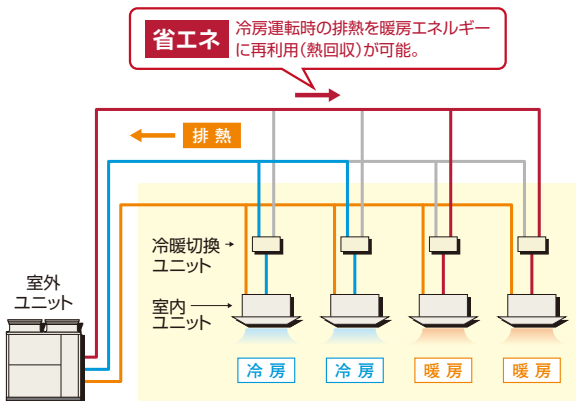 省エネ
冷房運転時の排熱を暖房エネルギー
に再利用(熱回収)が可能。
排熱
冷暖切換
ユニット
室外
ユニット
室内
ユニット
冷房
冷房
暖房
暖房